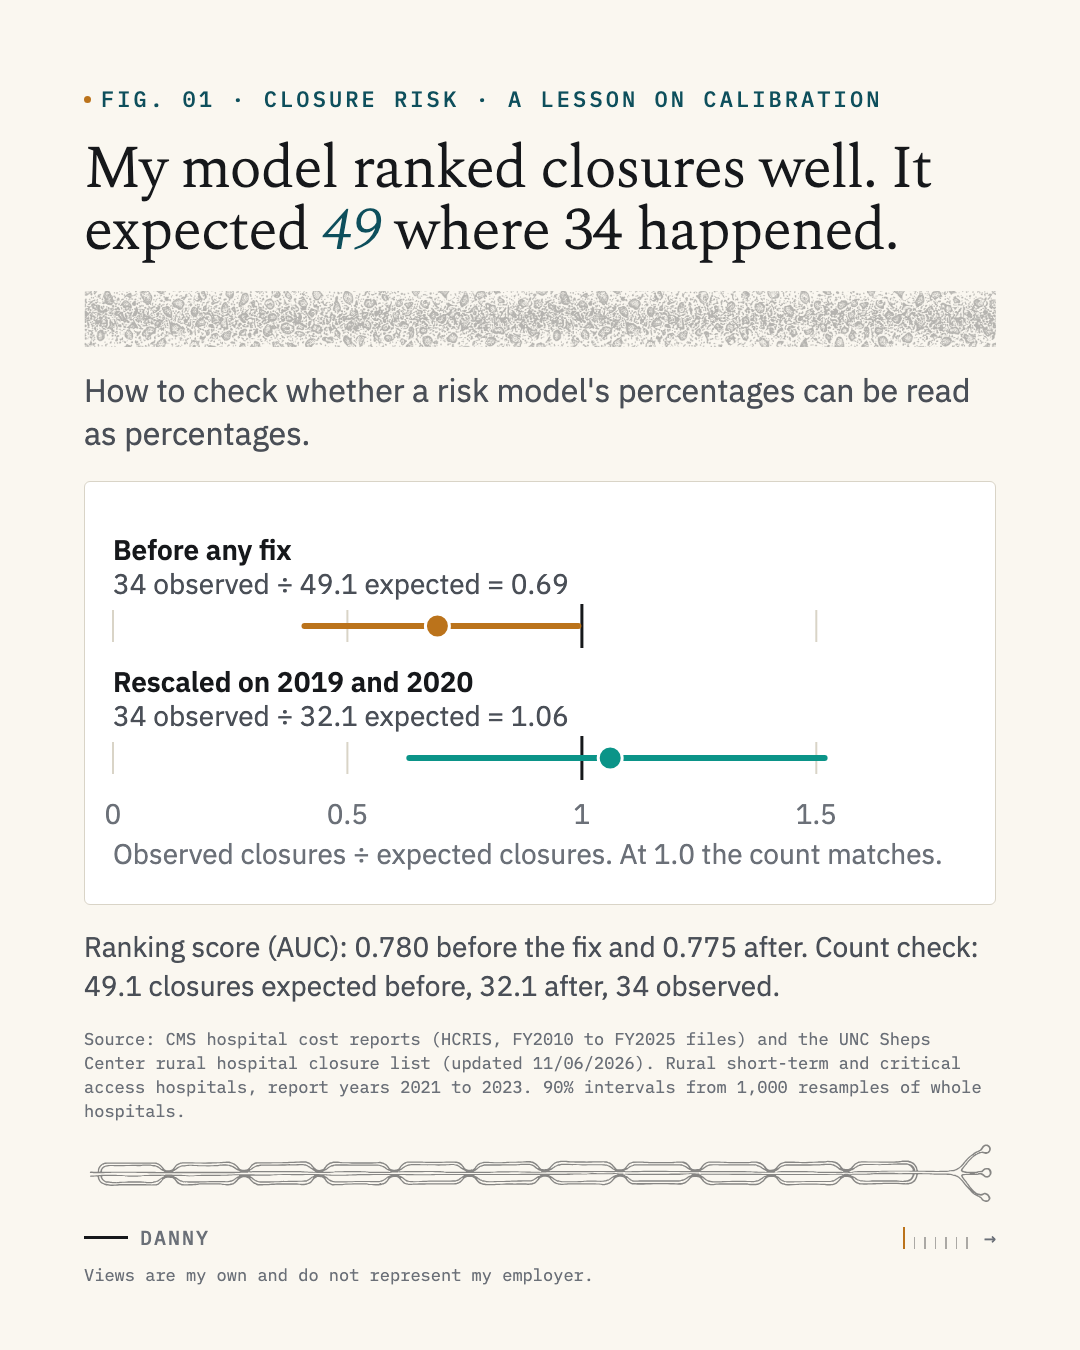 FIG. 01 · CLOSURE RISK · A LESSON ON CALIBRATION
My model ranked closures well. It
expected 49 where 34 happened.
How to check whether a risk model's percentages can be read
as percentages.
Before any fix
34 observed ÷ 49.1 expected = 0.69
Rescaled on 2019 and 2020
34 observed ÷ 32.1 expected = 1.06
0 0.5 1 1.5
Observed closures ÷ expected closures. At 1.0 the count matches.
Ranking score (AUC): 0.780 before the fix and 0.775 after. Count check:
49.1 closures expected before, 32.1 after, 34 observed.
Source: CMS hospital cost reports (HCRIS, FY2010 to FY2025 files) and the UNC Sheps
Center rural hospital closure list (updated 11/06/2026). Rural short-term and critical
access hospitals, report years 2021 to 2023. 90% intervals from 1,000 resamples of whole
hospitals.
DANNY →
Views are my own and do not represent my employer.